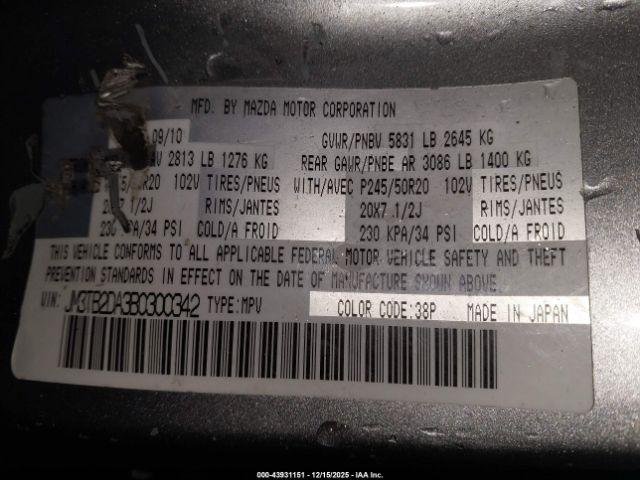 MFD. BY MAZDA MOTOR CORPORATION
09/10 GVWR/PNBV 5831 LB 2645 KG
2813 LB 1276 KG REAR GAWR/PNBE AR 3086 LB 1400 KG
102V TIRES/PNEUS WITH/AVEC P245/50R20 102V TIRES/PNEUS
1/2J RIMS/JANTES 20X7 1/2J RIMS/JANTES
230 KPA/34 PSI COLD/A FROID 230 KPA/34 PSI COLD/A FROID
THIS VEHICLE CONFORMS TO ALL APPLICABLE FEDERAL MOTOR VEHICLE SAFETY AND THEFT
PREVENTION STANDARDS IN EFFECT ON THE DATE OF MANUFACTURE SHOWN ABOVE.
VIN: JM3TB2DA3B0300342 TYPE:MPV COLOR CODE:38P MADE IN JAPAN
000-43931151 - 12/15/2025 - IAA, Inc.